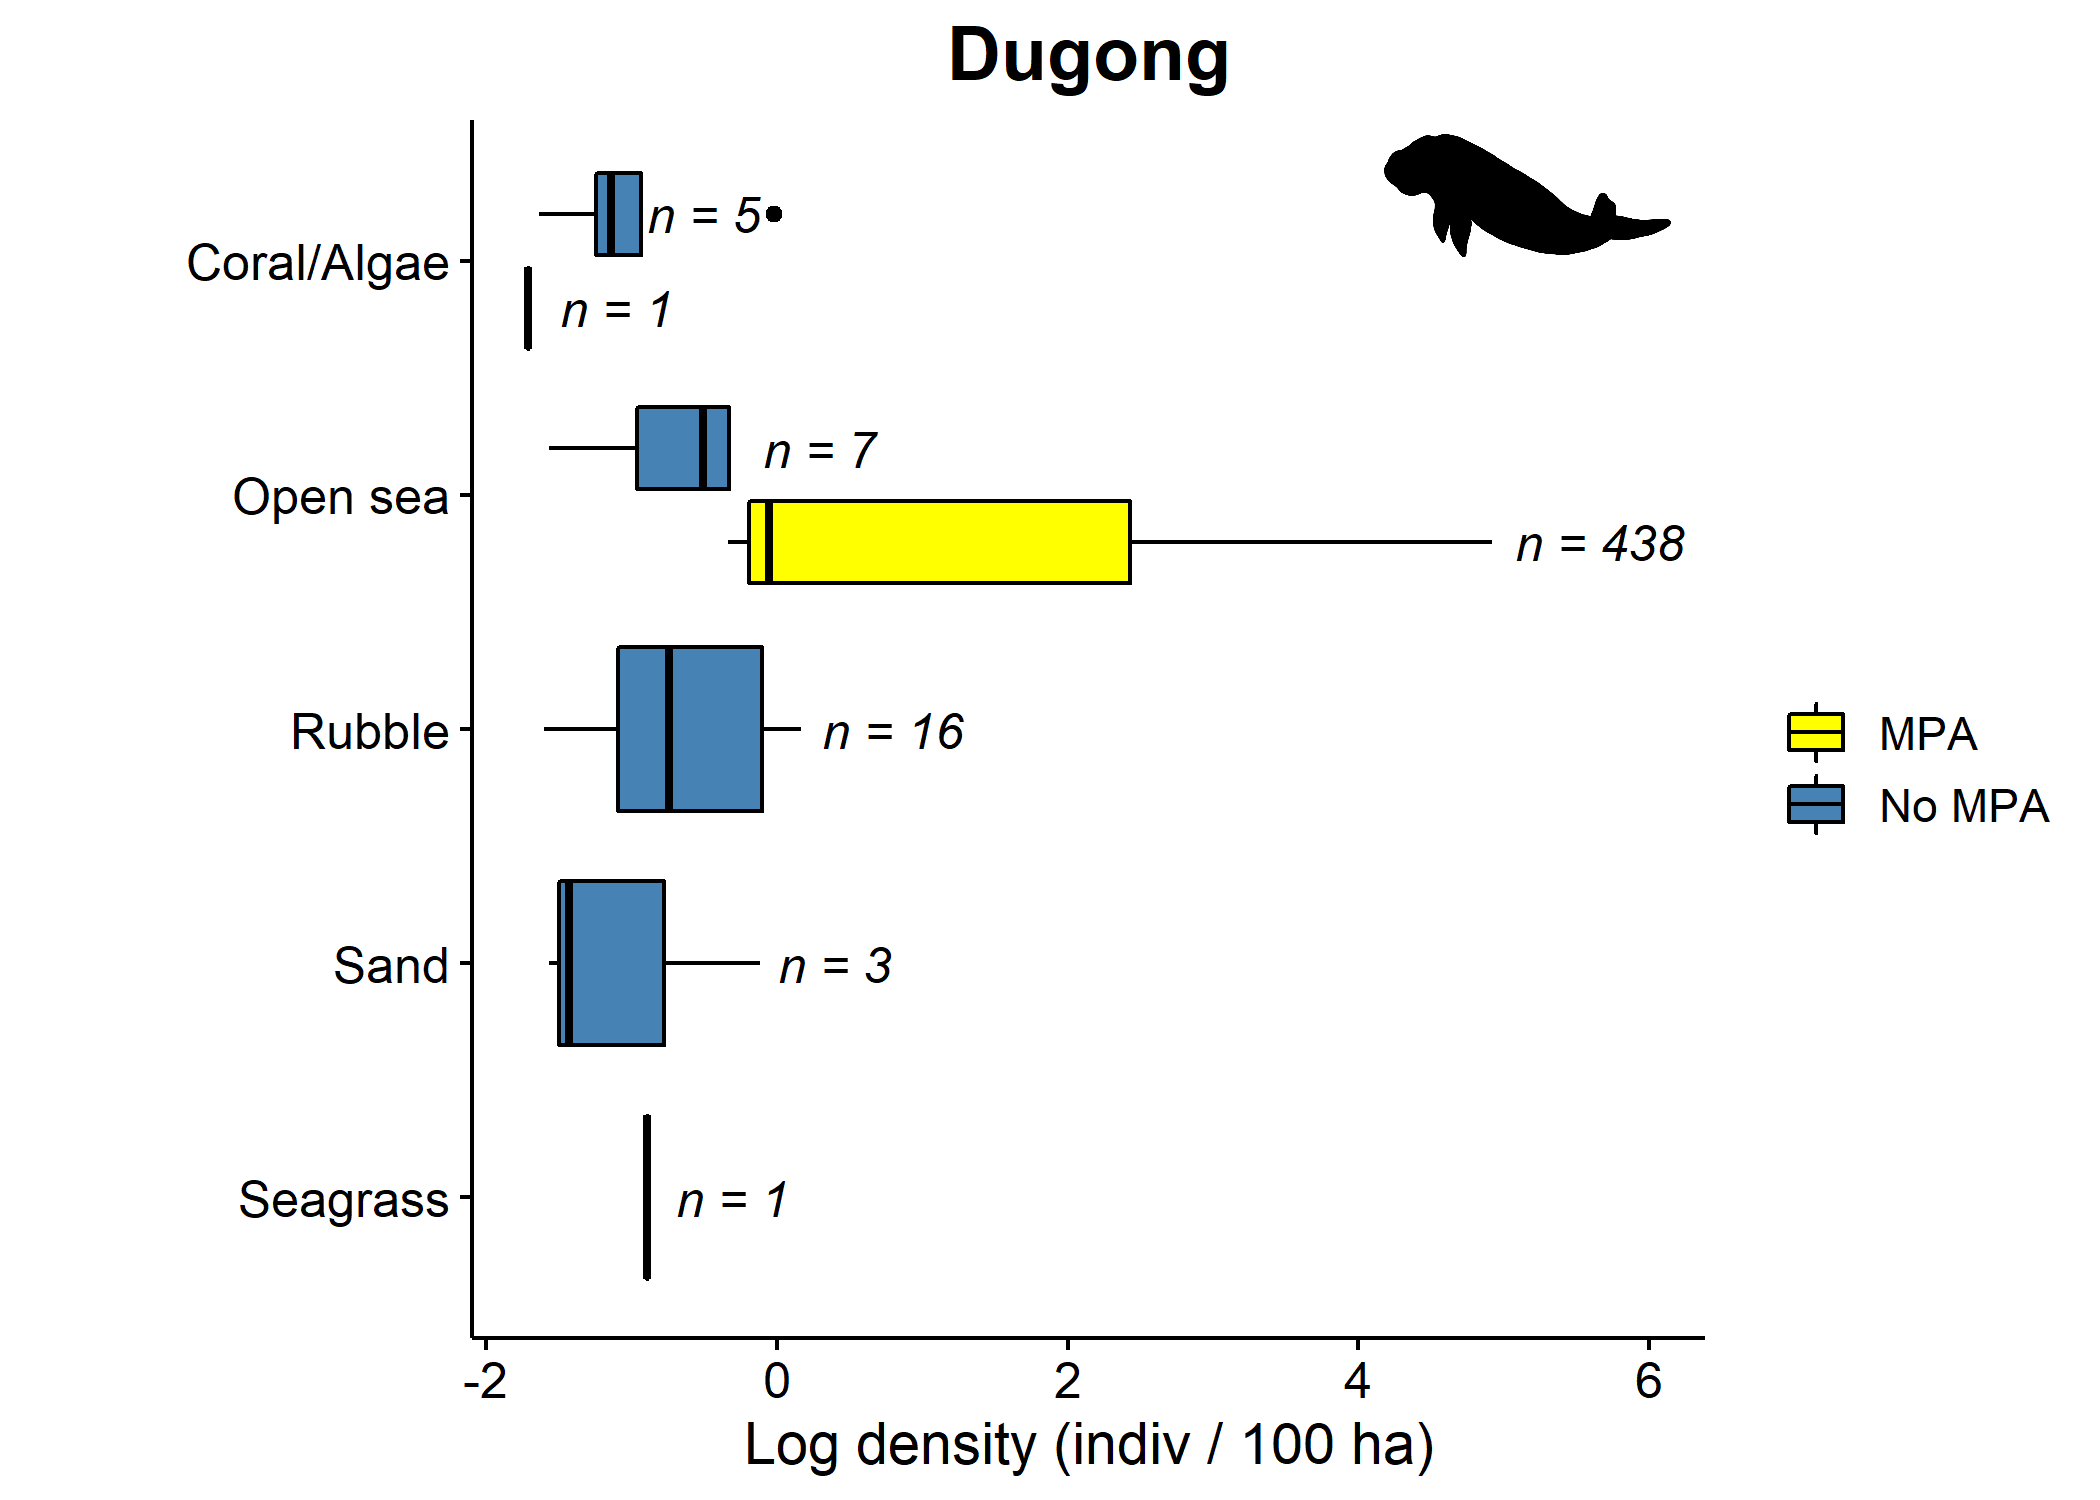 Dugong
Coral/Algae
n = 5
n = 1
Open sea
n = 7
n = 438
Rubble
n = 16
Sand
n = 3
Seagrass
n = 1
MPA
No MPA
-2 0 2 4 6
Log density (indiv / 100 ha)